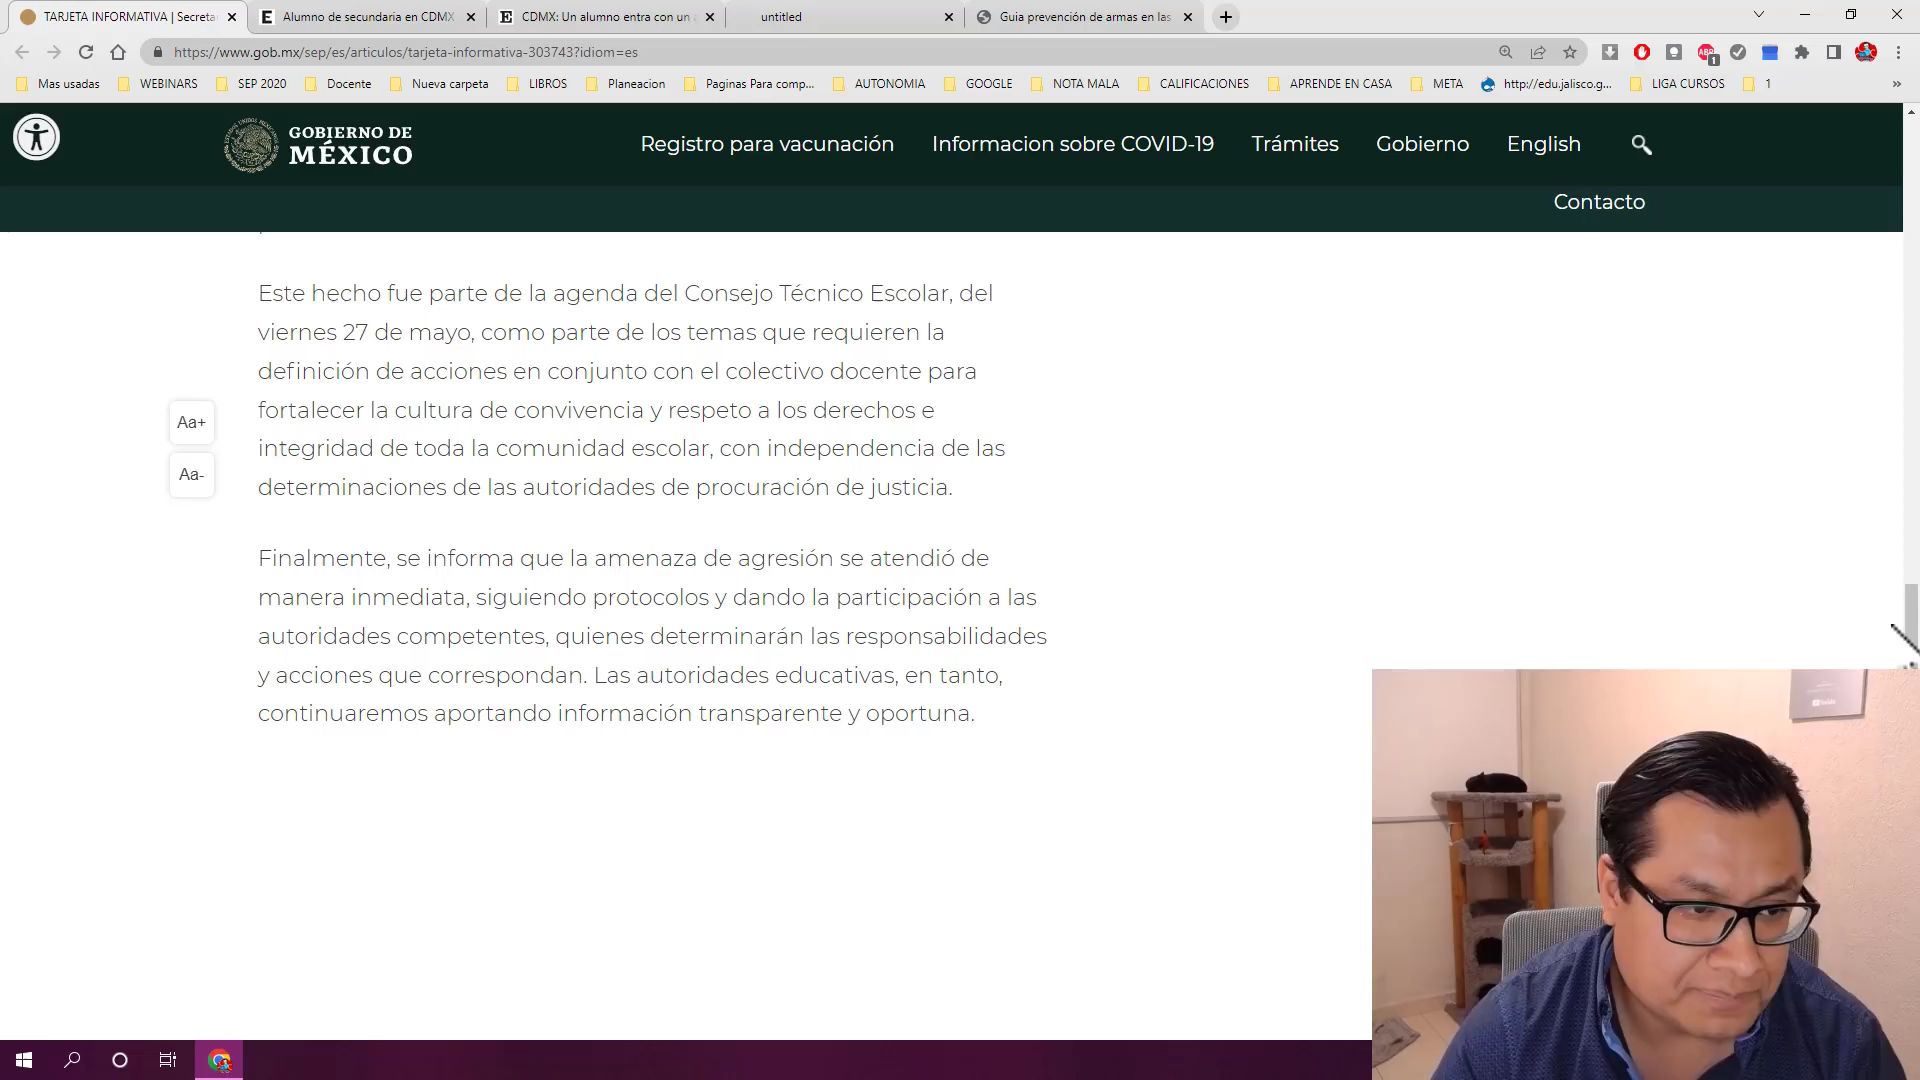 TARJETA INFORMATIVA | Secreta
Alumno de secundaria en CDMX
CDMX: Un alumno entra con un a
untitled
Guia prevención de armas en las
https://www.gob.mx/sep/es/articulos/tarjeta-informativa-303743?idiom=es
ABP
1
Mas usadas
WEBINARS
SEP 2020
Docente
Nueva carpeta
LIBROS
Planeacion
Paginas Para comp...
AUTONOMIA
GOOGLE
NOTA MALA
CALIFICACIONES
APRENDE EN CASA
META
http://edu.jalisco.g...
LIGA CURSOS
1
»
GOBIERNO DE
MÉXICO
Registro para vacunación
Informacion sobre COVID-19
Trámites
Gobierno
English
Contacto
Este hecho fue parte de la agenda del Consejo Técnico Escolar, del
viernes 27 de mayo, como parte de los temas que requieren la
definición de acciones en conjunto con el colectivo docente para
fortalecer la cultura de convivencia y respeto a los derechos e
integridad de toda la comunidad escolar, con independencia de las
determinaciones de las autoridades de procuración de justicia.
Aa+
Aa-
Finalmente, se informa que la amenaza de agresión se atendió de
manera inmediata, siguiendo protocolos y dando la participación a las
autoridades competentes, quienes determinarán las responsabilidades
y acciones que correspondan. Las autoridades educativas, en tanto,
continuaremos aportando información transparente y oportuna.
YouTube